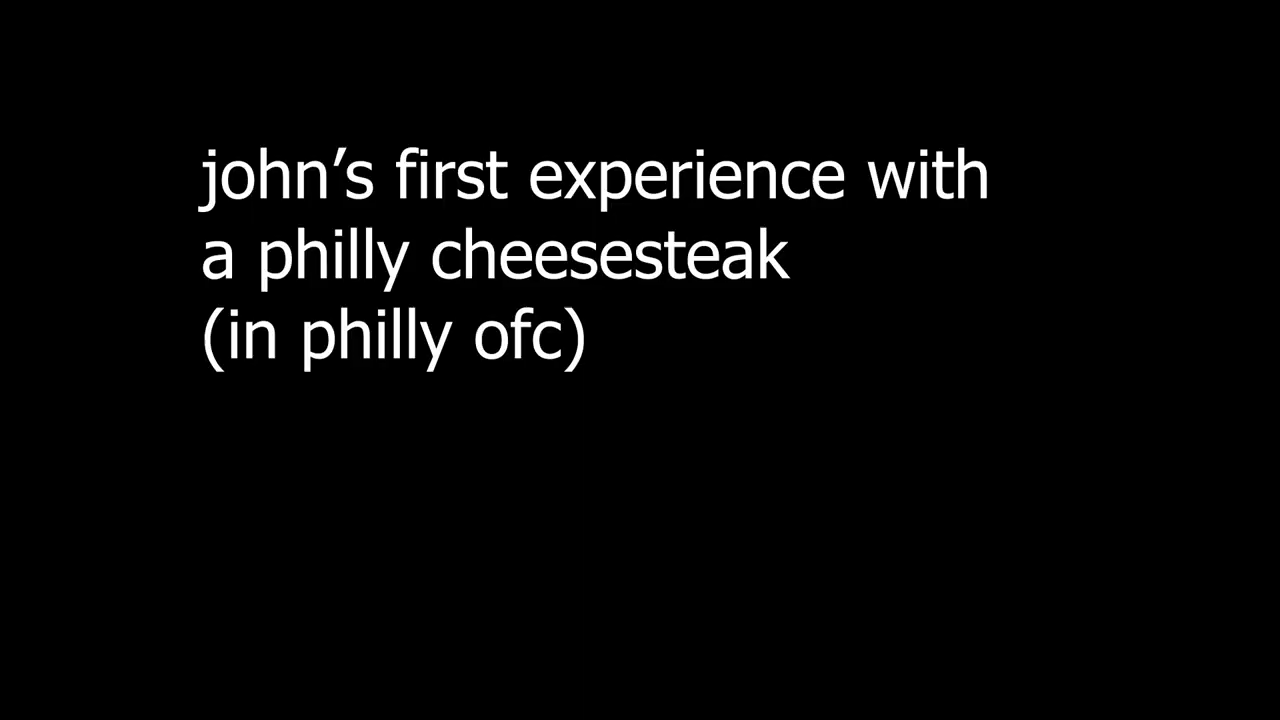 john’s first experience with
a philly cheesesteak
(in philly ofc)